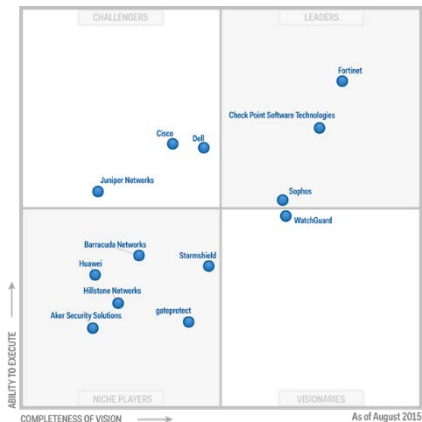 CHALLENGERS
LEADERS
Fortinet
Check Point Software Technologies
Cisco
Dell
Juniper Networks
Sophos
WatchGuard
Barracuda Networks
Stormshield
Huawei
Hillstone Networks
Aker Security Solutions
gateprotect
ABILITY TO EXECUTE
NICHE PLAYERS
VISIONARIES
COMPLETENESS OF VISION
As of August 2015